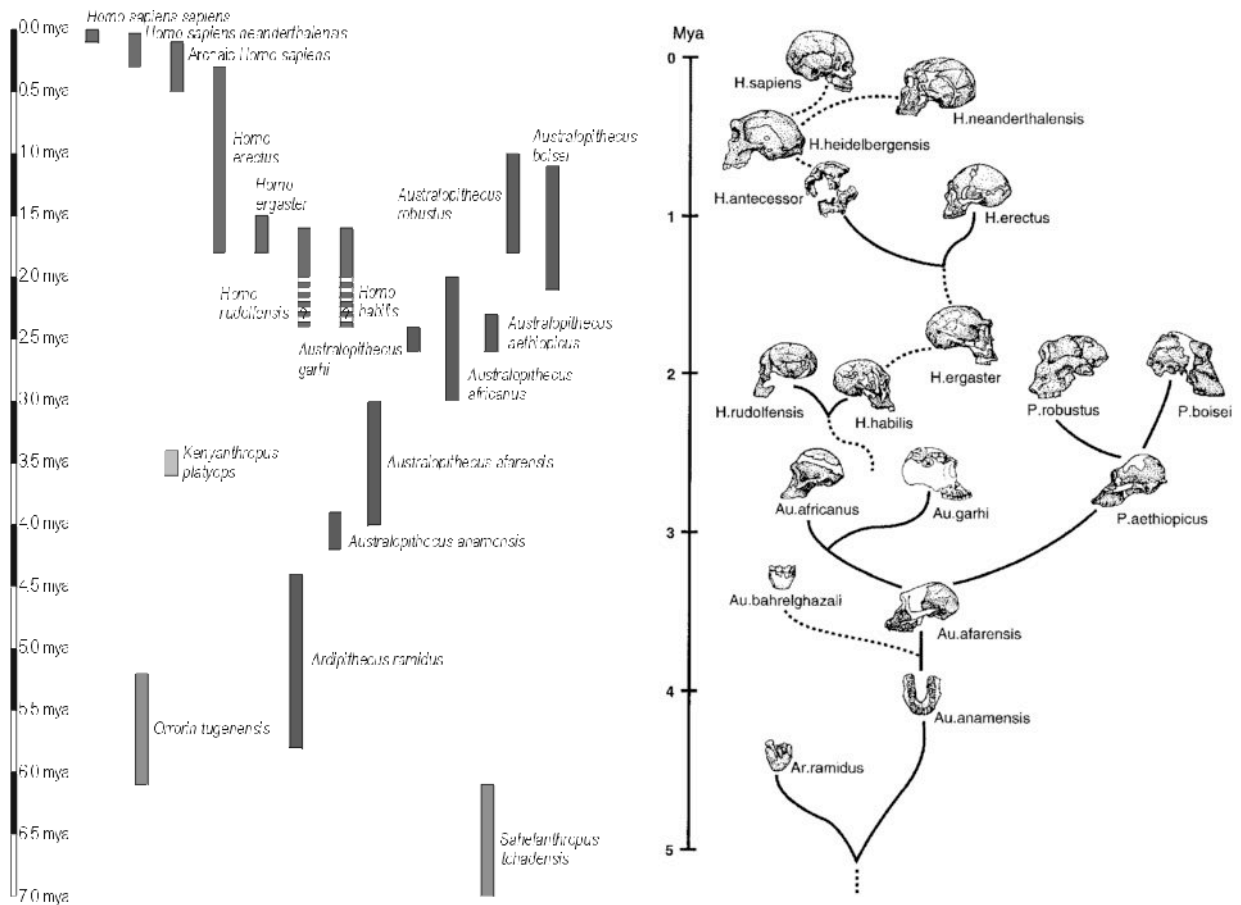 Homo sapiens sapiens
0.0 mya
Homo sapiens neanderthalensis
Archaic Homo sapiens
0.5 mya
1.0 mya
Homo
erectus
Australopithecus
boisei
Homo
ergaster
Australopithecus
robustus
1.5 mya
2.0 mya
Homo
rudolfensis
?
?
Homo
habilis
2.5 mya
Australopithecus
garhi
Australopithecus
aethiopicus
Australopithecus
africanus
3.0 mya
3.5 mya
Kenyanthropus
platyops
Australopithecus afarensis
4.0 mya
Australopithecus anamensis
4.5 mya
5.0 mya
Ardipithecus ramidus
5.5 mya
Orrorin tugenensis
6.0 mya
6.5 mya
Sahelanthropus
tchadensis
7.0 mya
Mya
0
H.sapiens
H.neanderthalensis
H.heidelbergensis
H.antecessor
H.erectus
1
2
H.ergaster
H.rudolfensis
H.habilis
P.robustus
P.boisei
Au.africanus
Au.garhi
P.aethiopicus
3
Au.bahrelghazali
Au.afarensis
4
Au.anamensis
Ar.ramidus
5